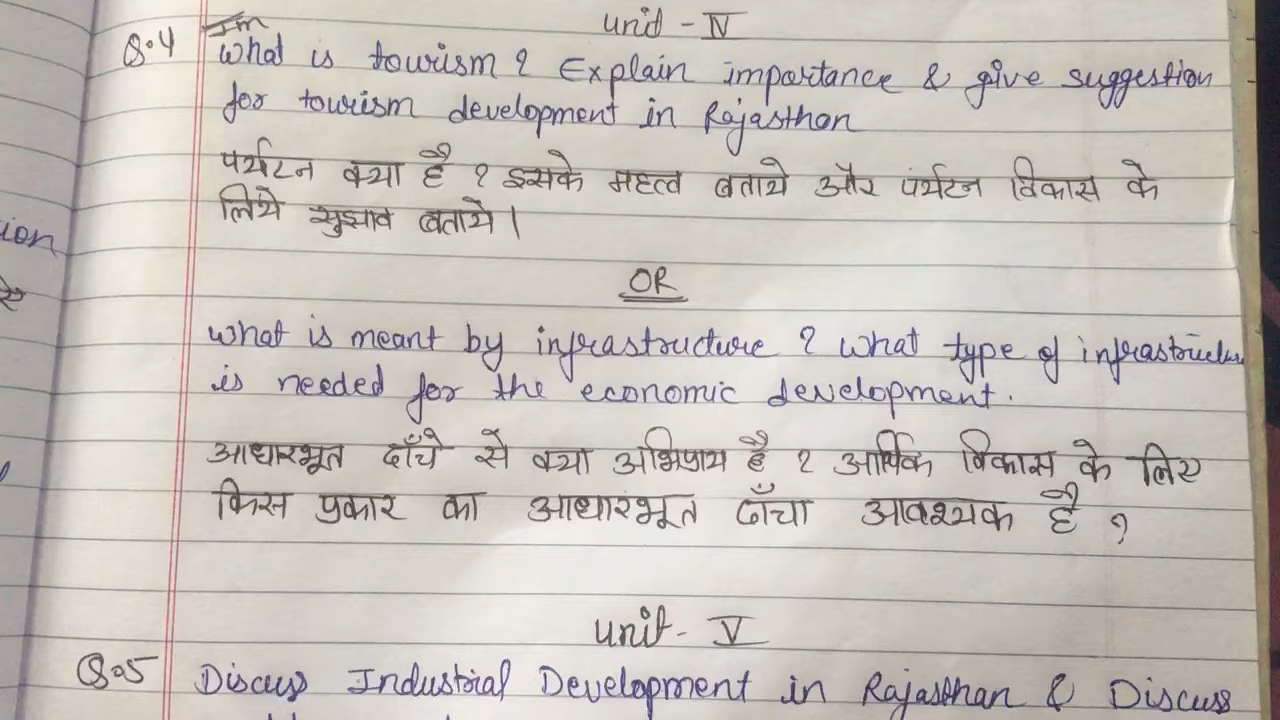 unit - IV
Q.4 Im
what is tourism? Explain importance & give suggestion
for tourism development in Rajasthan
पर्यटन क्या है ? इसके महत्व बताये और पर्यटन विकास के
लिये सुझाव बताये।
OR
what is meant by infrastructure ? what type of infrastructure
is needed for the economic development.
आधारभूत ढाँचे से क्या अभिप्राय है ? आर्थिक विकास के लिए
किस प्रकार का आधारभूत ढाँचा आवश्यक है ?
unit - V
Q.5 Discuss Industrial Development in Rajasthan & Discuss
ion